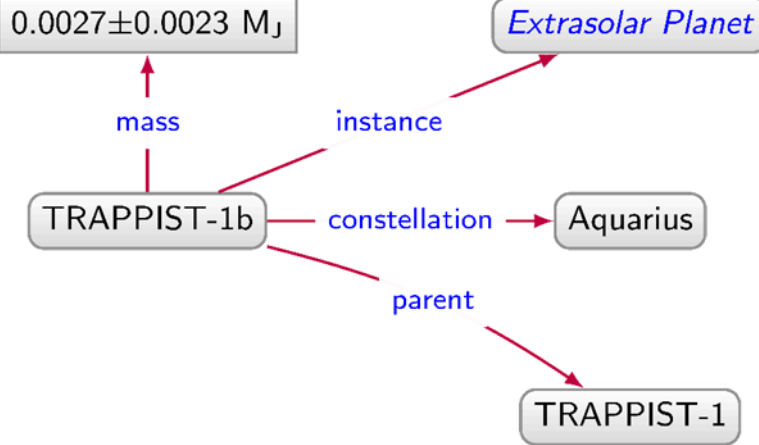 0.0027±0.0023 MJ
Extrasolar Planet
mass
instance
TRAPPIST-1b
constellation
Aquarius
parent
TRAPPIST-1